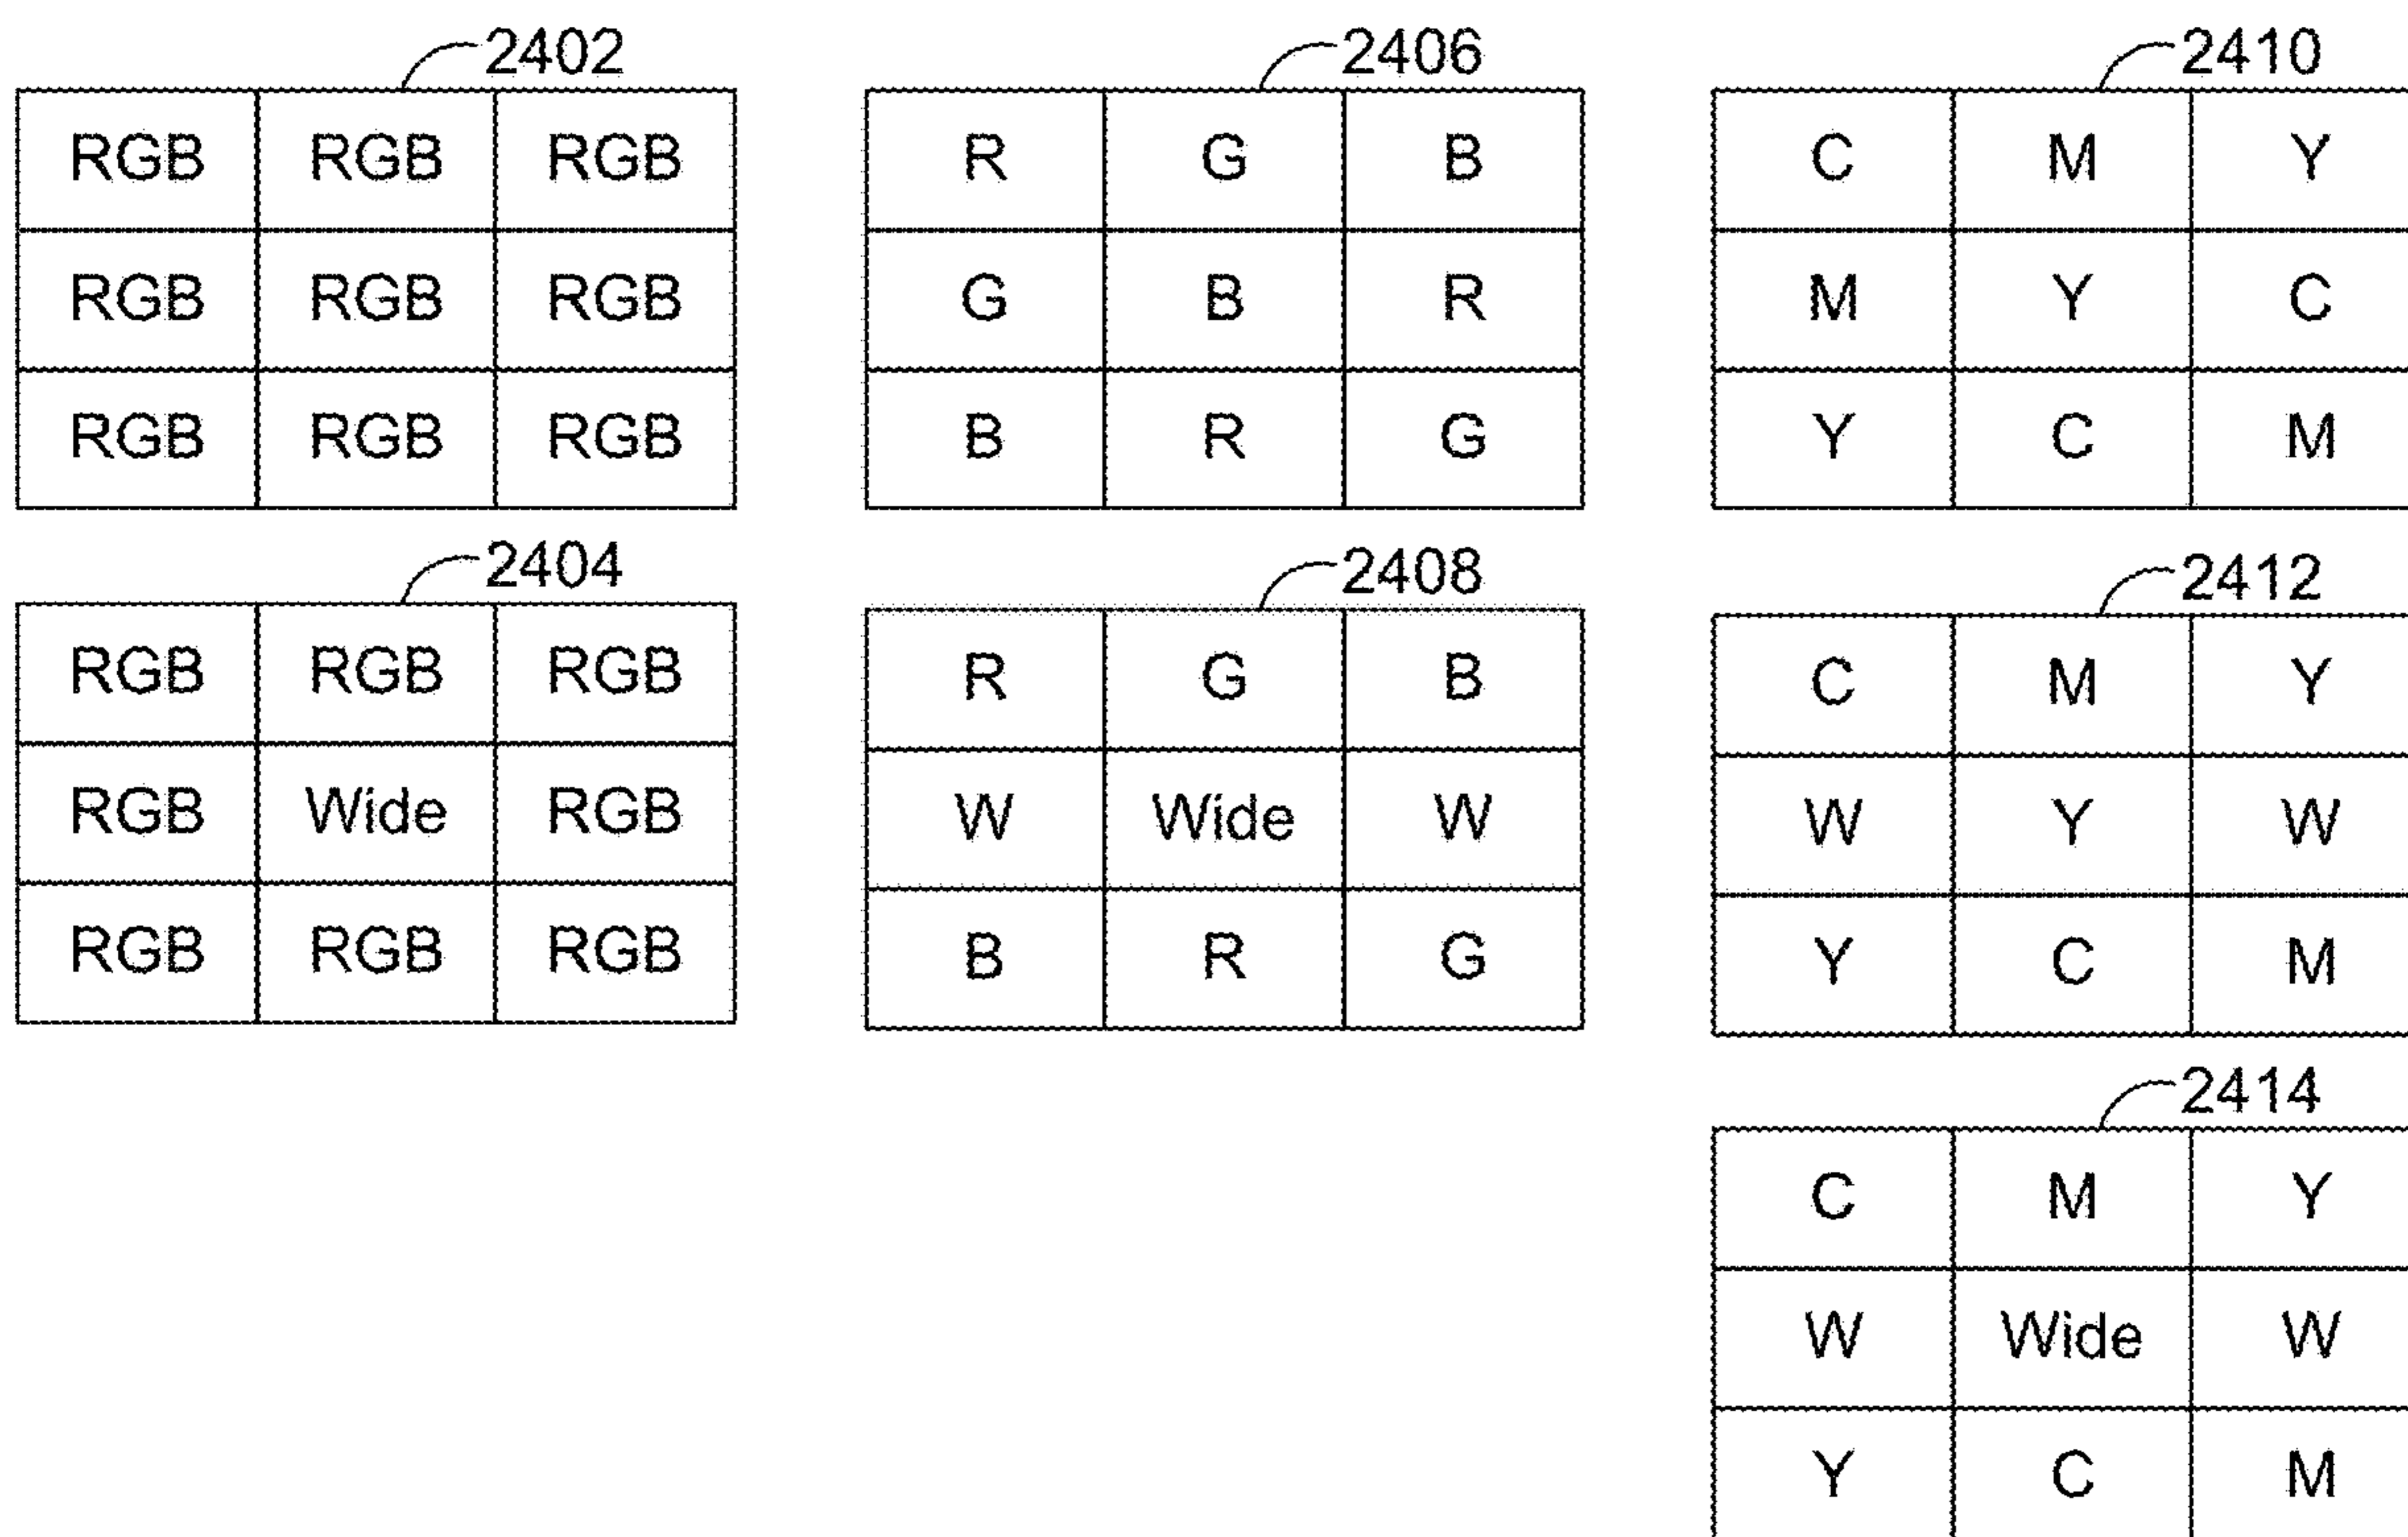 2402
RGB RGB RGB
RGB RGB RGB
RGB RGB RGB
2404
RGB RGB RGB
RGB Wide RGB
RGB RGB RGB
2406
R G B
G B R
B R G
2408
R G B
W Wide W
B R G
2410
C M Y
M Y C
Y C M
2412
C M Y
W Y W
Y C M
2414
C M Y
W Wide W
Y C M